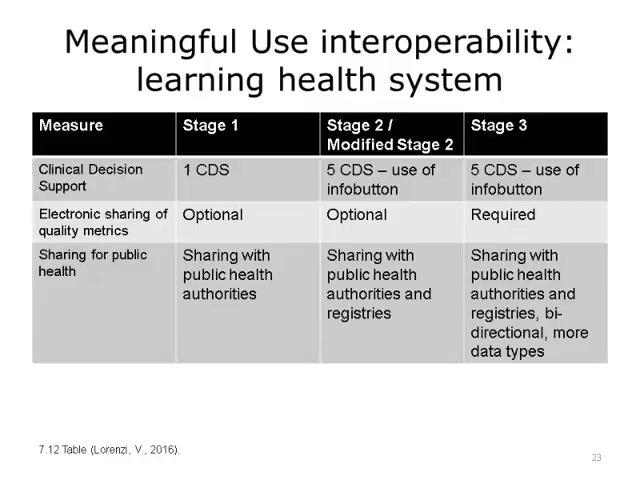 Meaningful Use interoperability:
learning health system
Measure
Stage 1
Stage 2 /
Modified Stage 2
Stage 3
Clinical Decision
Support
1 CDS
5 CDS – use of
infobutton
5 CDS – use of
infobutton
Electronic sharing of
quality metrics
Optional
Optional
Required
Sharing for public
health
Sharing with
public health
authorities
Sharing with
public health
authorities and
registries
Sharing with
public health
authorities and
registries, bi-
directional, more
data types
7.12 Table (Lorenzi, V., 2016).
23